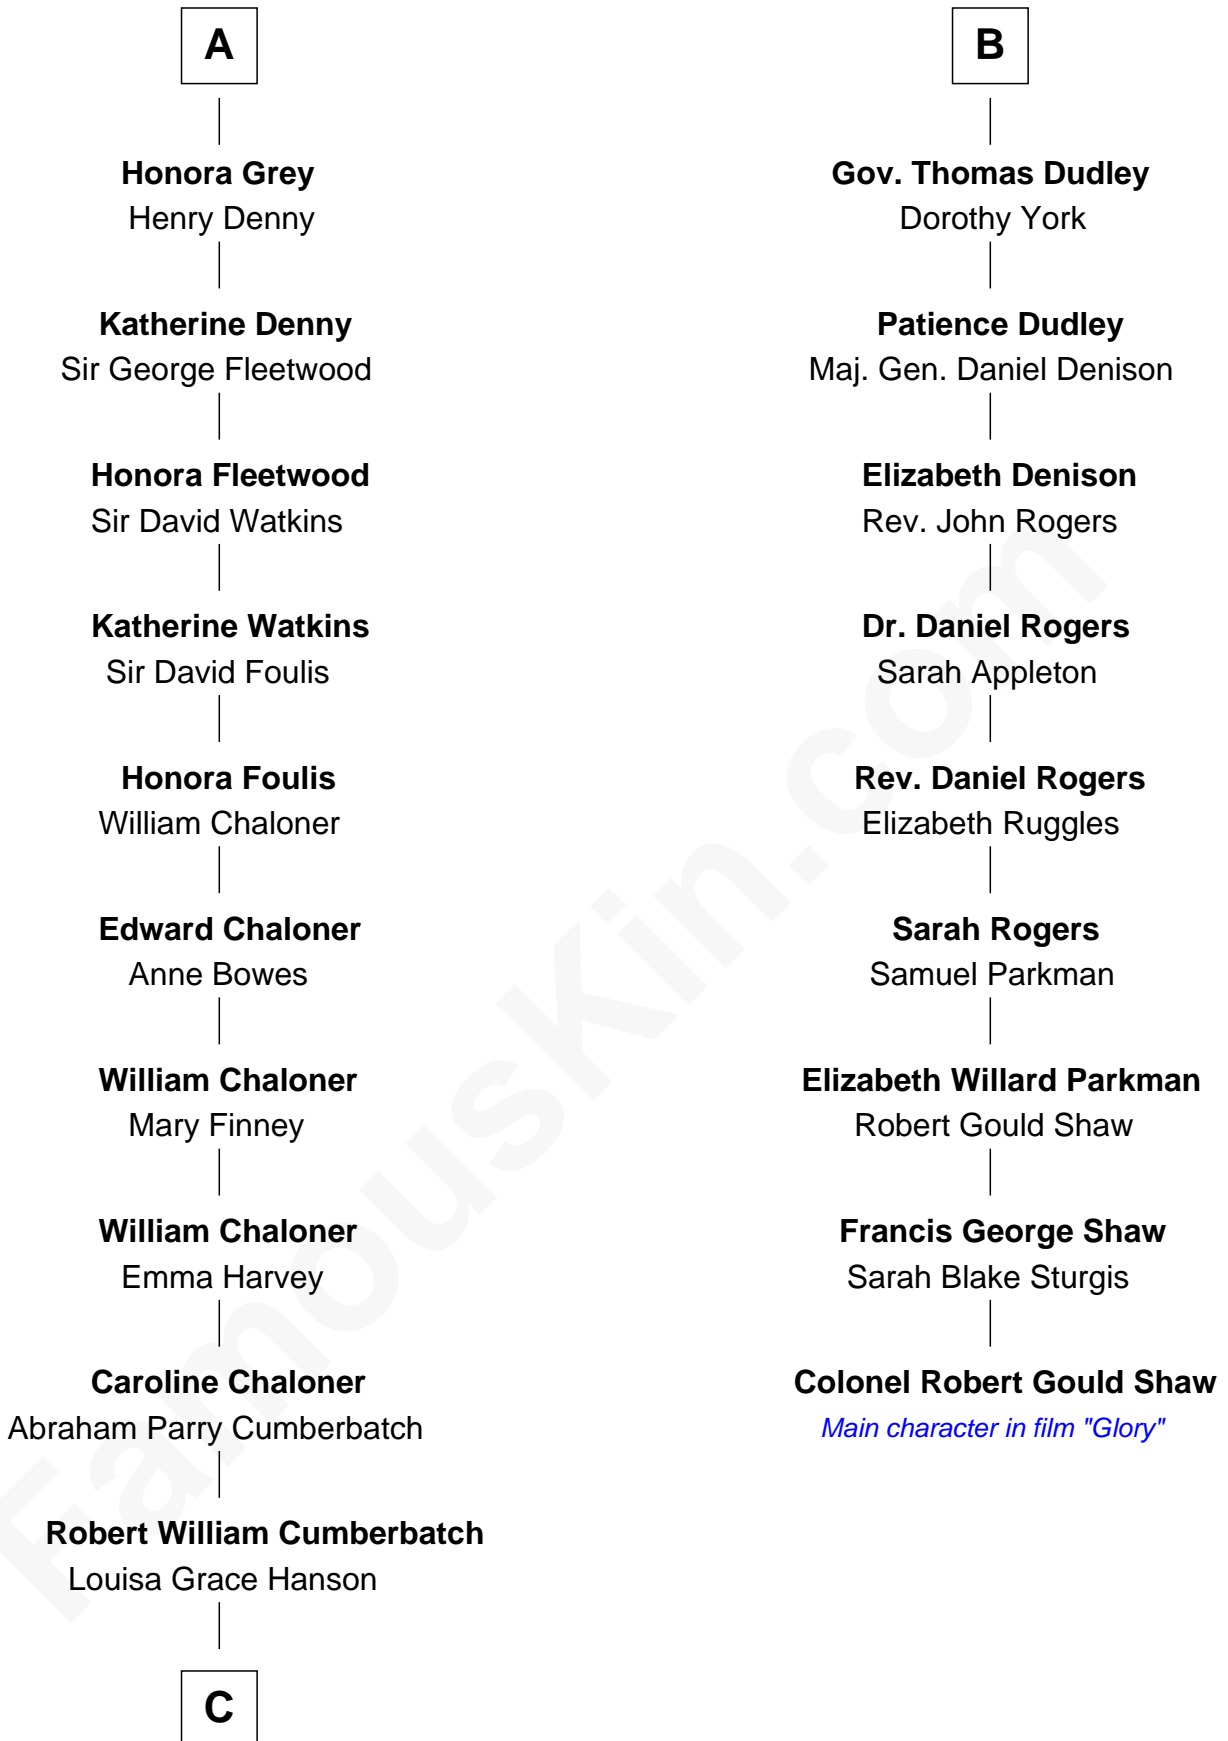 A
Honora Grey
Henry Denny
Katherine Denny
Sir George Fleetwood
Honora Fleetwood
Sir David Watkins
Katherine Watkins
Sir David Foulis
Honora Foulis
William Chaloner
Edward Chaloner
Anne Bowes
William Chaloner
Mary Finney
William Chaloner
Emma Harvey
Caroline Chaloner
Abraham Parry Cumberbatch
Robert William Cumberbatch
Louisa Grace Hanson
C
B
Gov. Thomas Dudley
Dorothy York
Patience Dudley
Maj. Gen. Daniel Denison
Elizabeth Denison
Rev. John Rogers
Dr. Daniel Rogers
Sarah Appleton
Rev. Daniel Rogers
Elizabeth Ruggles
Sarah Rogers
Samuel Parkman
Elizabeth Willard Parkman
Robert Gould Shaw
Francis George Shaw
Sarah Blake Sturgis
Colonel Robert Gould Shaw
Main character in film "Glory"
FamousKin.com